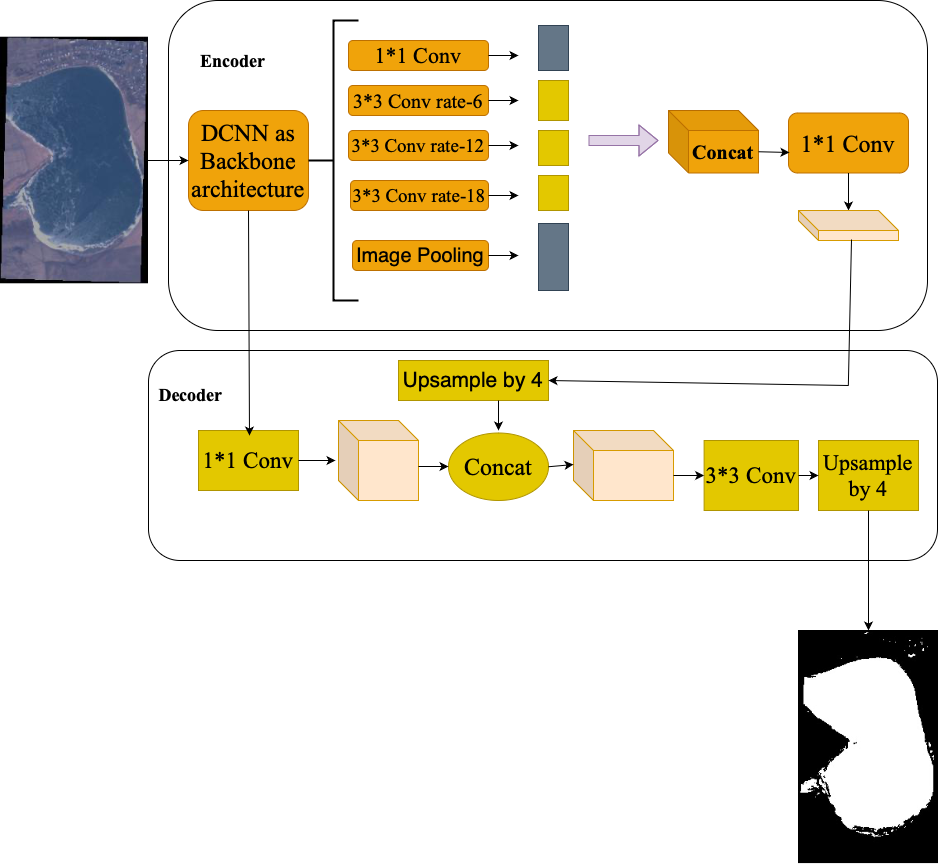 Encoder
DCNN as
Backbone
architecture
1*1 Conv
3*3 Conv rate-6
3*3 Conv rate-12
3*3 Conv rate-18
Image Pooling
Concat
1*1 Conv
Decoder
Upsample by 4
1*1 Conv
Concat
3*3 Conv
Upsample
by 4